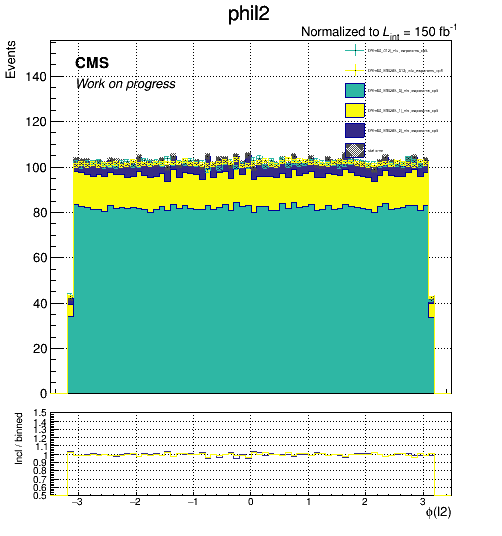 phil2
Normalized to L_int = 150 fb⁻¹
Events
CMS
Work on progress
stat error
140
120
100
80
60
40
20
0
Incl / binned
1.5
1.4
1.3
1.2
1.1
1
0.9
0.8
0.7
0.6
0.5
−3 −2 −1 0 1 2 3
ϕ(l2)